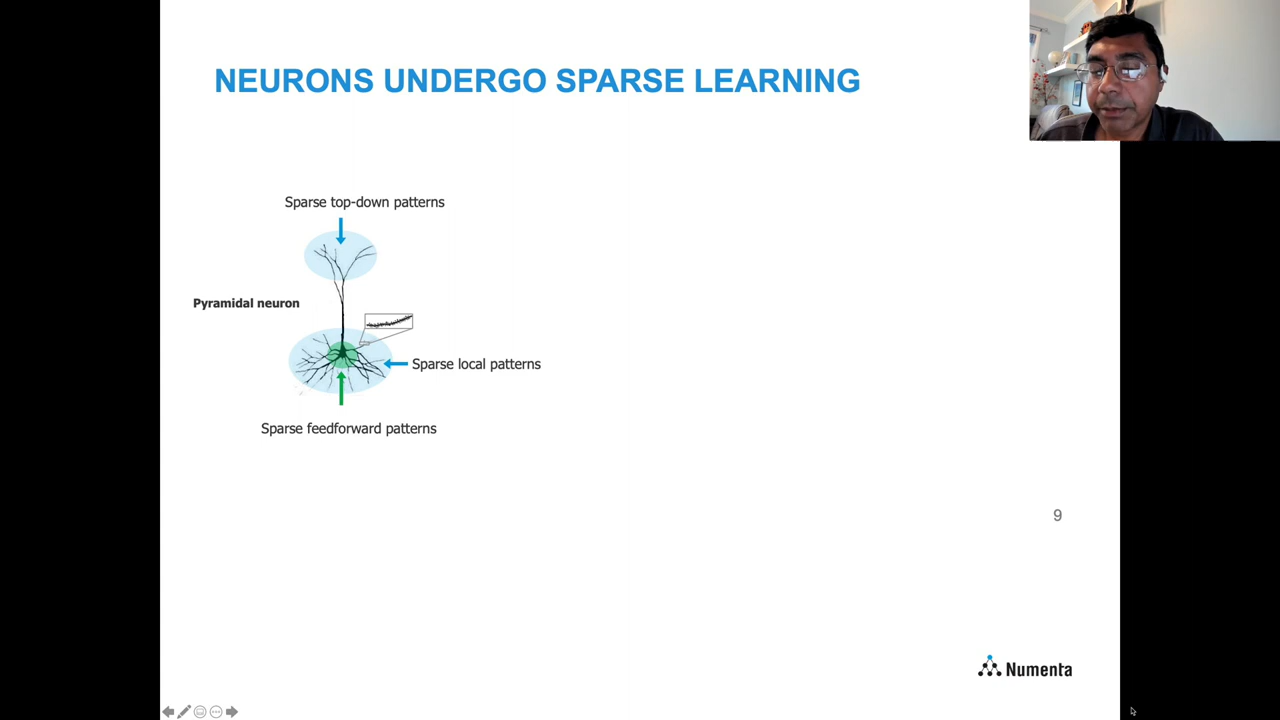 NEURONS UNDERGO SPARSE LEARNING
Sparse top-down patterns
Pyramidal neuron
Sparse local patterns
Sparse feedforward patterns
9
Numenta